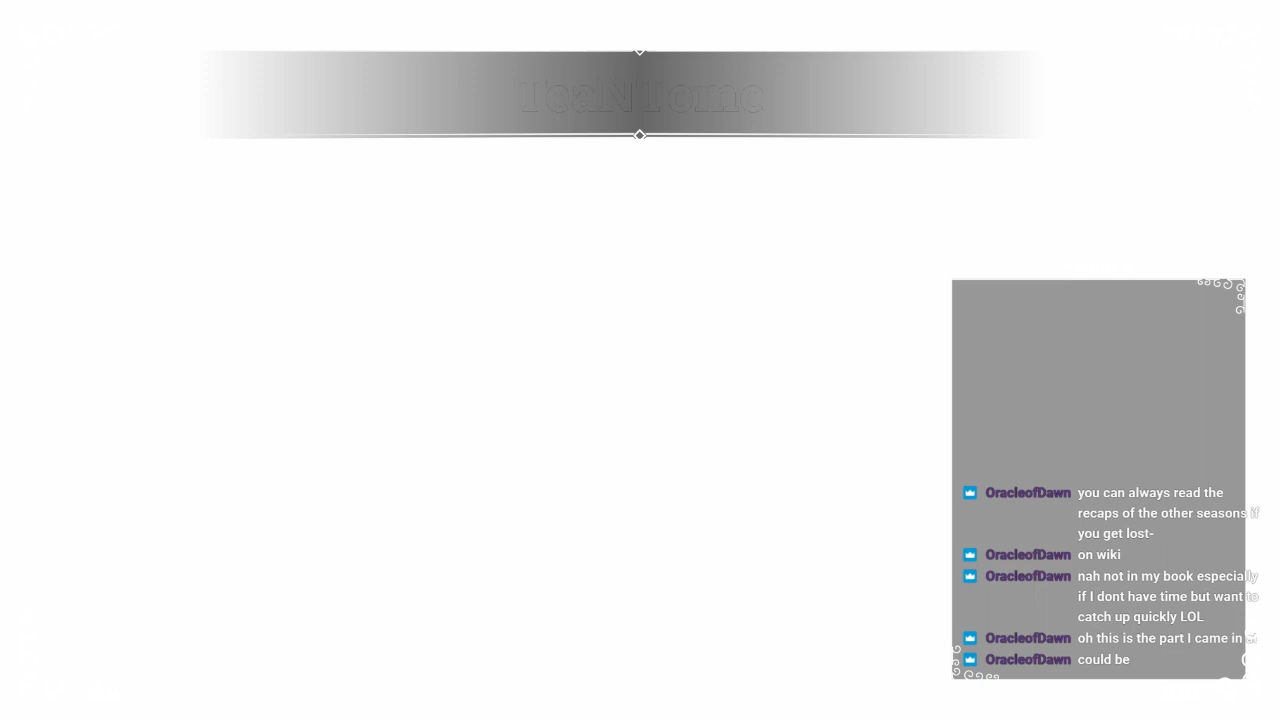 TeaNTome
OracleofDawn you can always read the
recaps of the other seasons if
you get lost-
OracleofDawn on wiki
OracleofDawn nah not in my book especially
if I dont have time but want to
catch up quickly LOL
OracleofDawn oh this is the part I came in
OracleofDawn could be